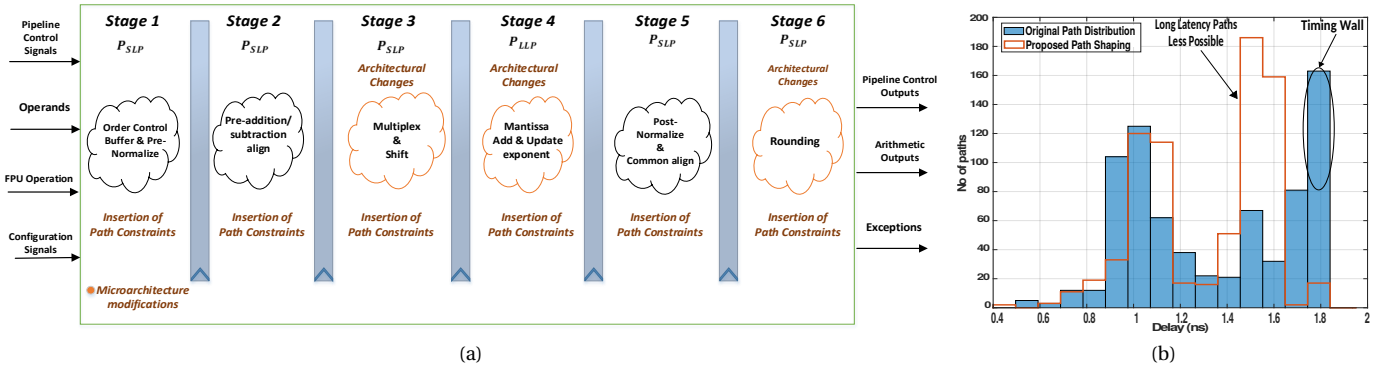 Pipeline
Control
Signals
Operands
FPU Operation
Configuration
Signals
Stage 1
P_SLP
Order Control
Buffer & Pre-
Normalize
Insertion of
Path Constraints
Microarchitecture
modifications
Stage 2
P_SLP
Pre-addition/
subtraction
align
Insertion of
Path Constraints
Stage 3
P_SLP
Architectural
Changes
Multiplex
&
Shift
Insertion of
Path Constraints
Stage 4
P_LLP
Architectural
Changes
Mantissa
Add & Update
exponent
Insertion of
Path Constraints
Stage 5
P_SLP
Post-
Normalize
&
Common align
Insertion of
Path Constraints
Stage 6
P_SLP
Architectural
Changes
Rounding
Insertion of
Path Constraints
Pipeline Control
Outputs
Arithmetic
Outputs
Exceptions
(a)
Original Path Distribution
Proposed Path Shaping
Long Latency Paths
Less Possible
Timing Wall
No of paths
200
180
160
140
120
100
80
60
40
20
0
0.4 0.6 0.8 1 1.2 1.4 1.6 1.8 2
Delay (ns)
(b)